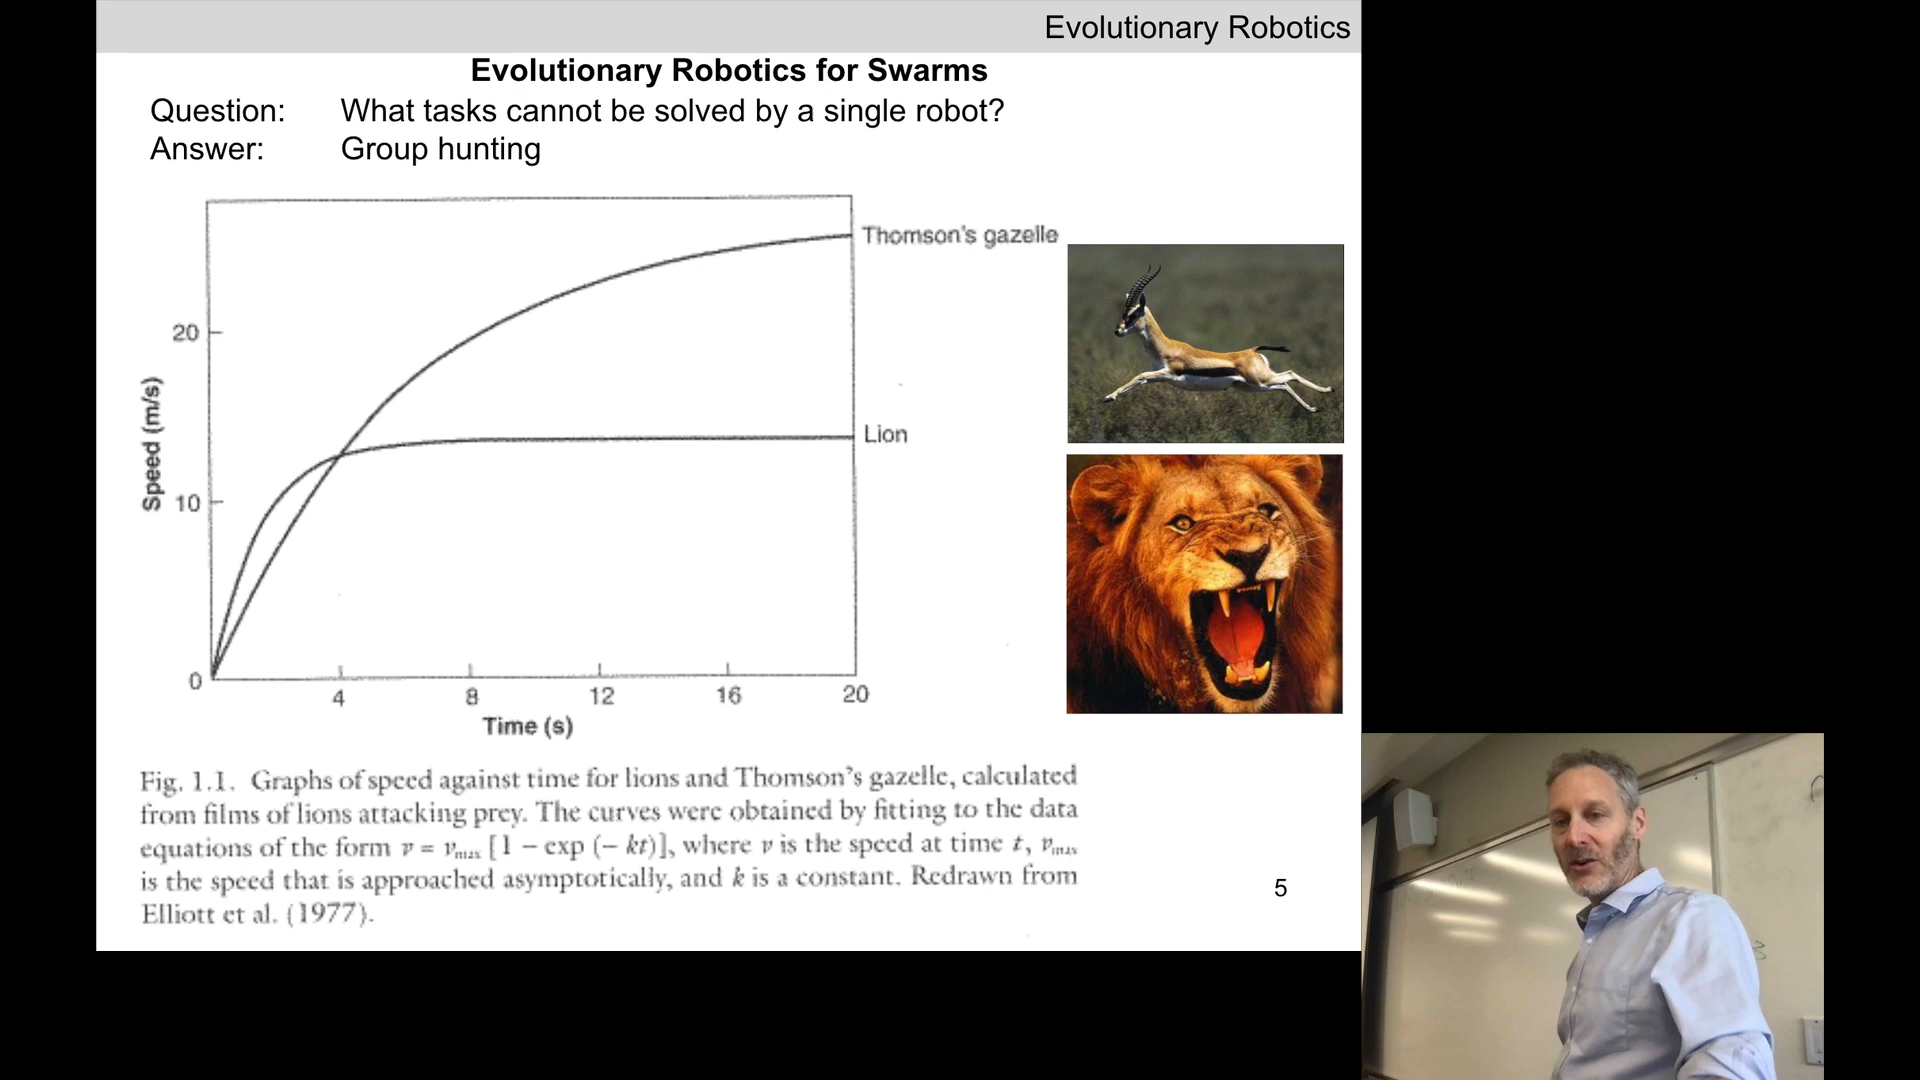 Evolutionary Robotics
Evolutionary Robotics for Swarms
Question: What tasks cannot be solved by a single robot?
Answer: Group hunting
Thomson's gazelle
20
Speed (m/s)
Lion
10
0
4 8 12 16 20
Time (s)
Fig. 1.1. Graphs of speed against time for lions and Thomson's gazelle, calculated
from films of lions attacking prey. The curves were obtained by fitting to the data
equations of the form v = vmax [1 – exp (– kt)], where v is the speed at time t, vmax
is the speed that is approached asymptotically, and k is a constant. Redrawn from
Elliott et al. (1977).
5